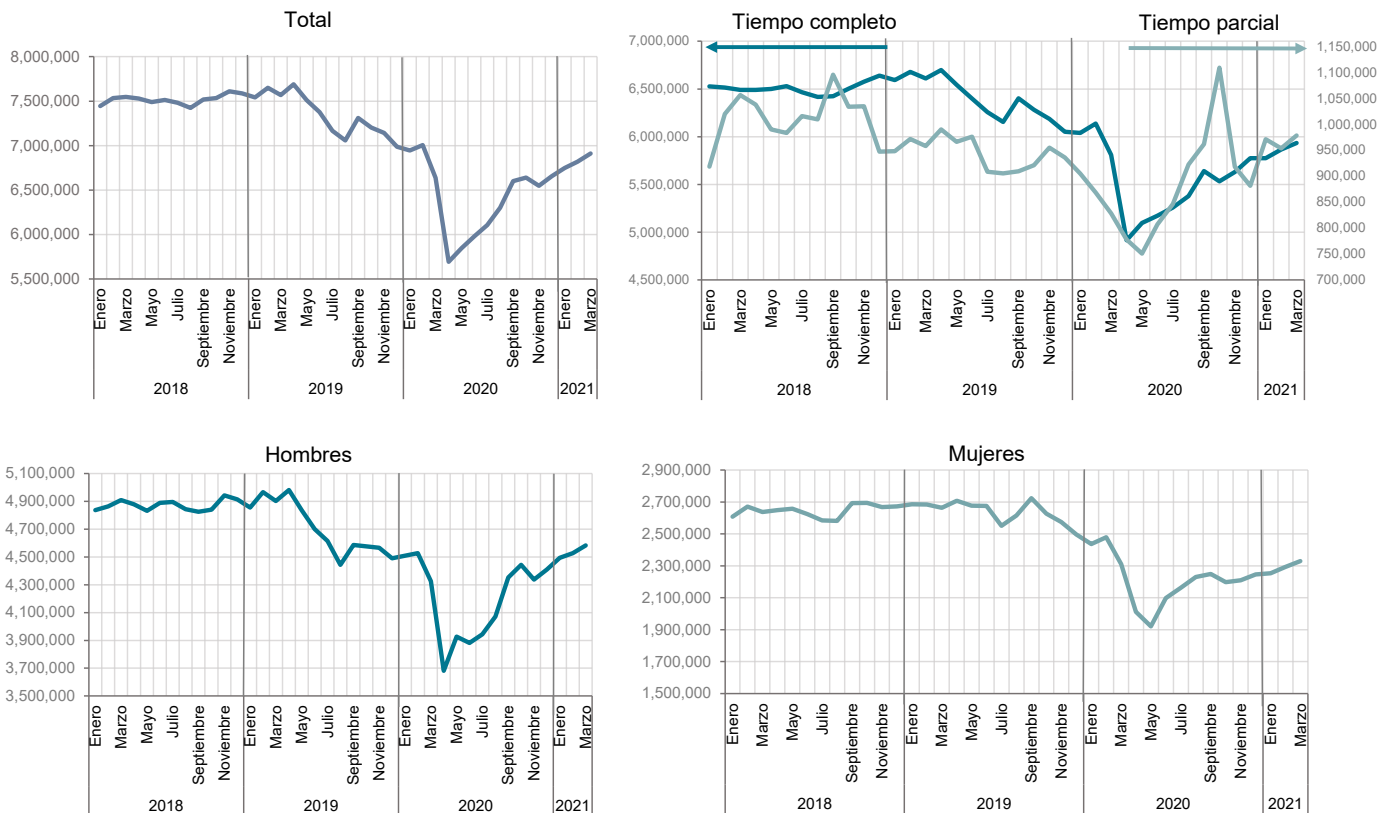 Total
8,000,000
7,500,000
7,000,000
6,500,000
6,000,000
5,500,000
Enero
Marzo
Mayo
Julio
Septiembre
Noviembre
Enero
Marzo
Mayo
Julio
Septiembre
Noviembre
Enero
Marzo
Mayo
Julio
Septiembre
Noviembre
Enero
Marzo
2018 2019 2020 2021
Tiempo completo Tiempo parcial
7,000,000
6,500,000
6,000,000
5,500,000
5,000,000
4,500,000
1,150,000
1,100,000
1,050,000
1,000,000
950,000
900,000
850,000
800,000
750,000
700,000
Enero
Marzo
Mayo
Julio
Septiembre
Noviembre
Enero
Marzo
Mayo
Julio
Septiembre
Noviembre
Enero
Marzo
Mayo
Julio
Septiembre
Noviembre
Enero
Marzo
2018 2019 2020 2021
Hombres
5,100,000
4,900,000
4,700,000
4,500,000
4,300,000
4,100,000
3,900,000
3,700,000
3,500,000
Enero
Marzo
Mayo
Julio
Septiembre
Noviembre
Enero
Marzo
Mayo
Julio
Septiembre
Noviembre
Enero
Marzo
Mayo
Julio
Septiembre
Noviembre
Enero
Marzo
2018 2019 2020 2021
Mujeres
2,900,000
2,700,000
2,500,000
2,300,000
2,100,000
1,900,000
1,700,000
1,500,000
Enero
Marzo
Mayo
Julio
Septiembre
Noviembre
Enero
Marzo
Mayo
Julio
Septiembre
Noviembre
Enero
Marzo
Mayo
Julio
Septiembre
Noviembre
Enero
Marzo
2018 2019 2020 2021